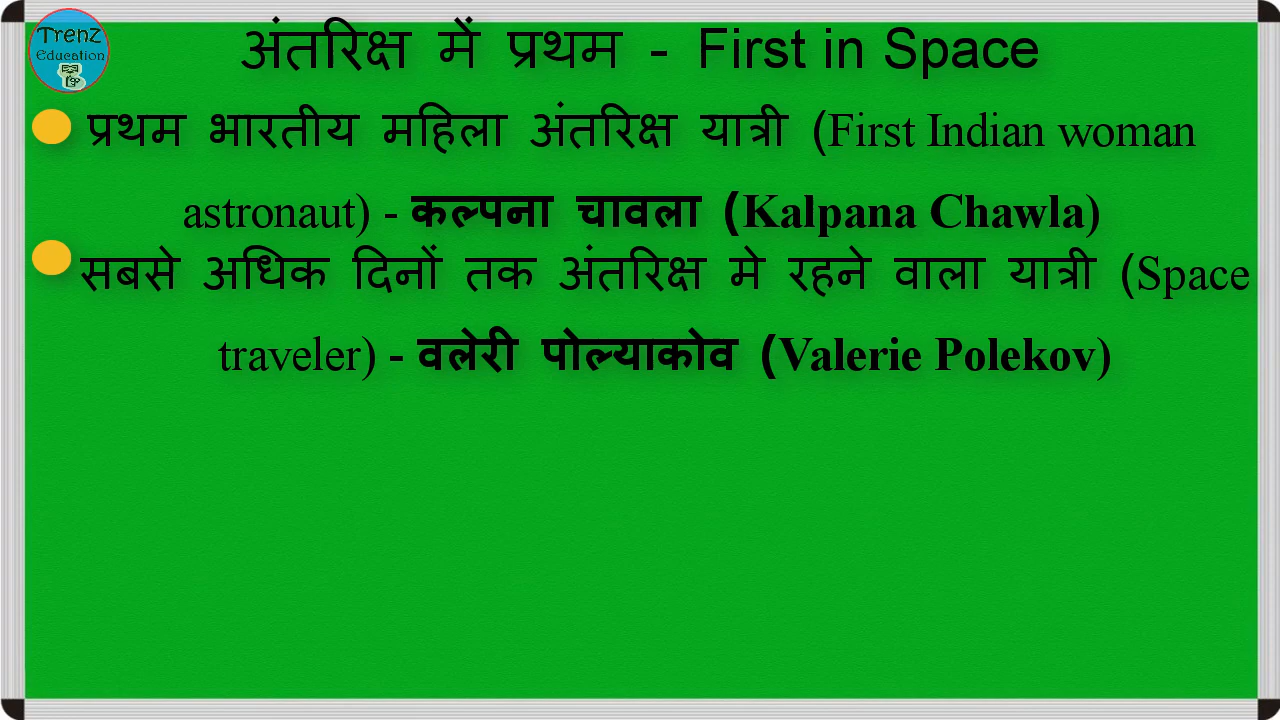 TrenZ
Education
अंतरिक्ष में प्रथम - First in Space
प्रथम भारतीय महिला अंतरिक्ष यात्री (First Indian woman
astronaut) - कल्पना चावला (Kalpana Chawla)
सबसे अधिक दिनों तक अंतरिक्ष मे रहने वाला यात्री (Space
traveler) - वलेरी पोल्याकोव (Valerie Polekov)